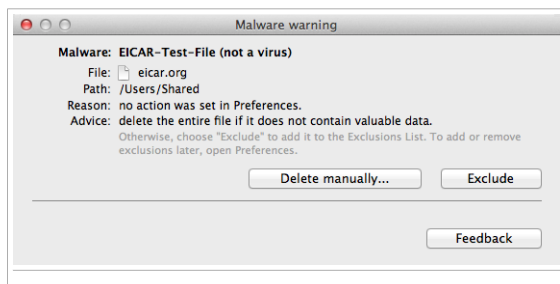 Malware warning
Malware: EICAR-Test-File (not a virus)
File: eicar.org
Path: /Users/Shared
Reason: no action was set in Preferences.
Advice: delete the entire file if it does not contain valuable data.
Otherwise, choose "Exclude" to add it to the Exclusions List. To add or remove
exclusions later, open Preferences.
Delete manually... Exclude
Feedback